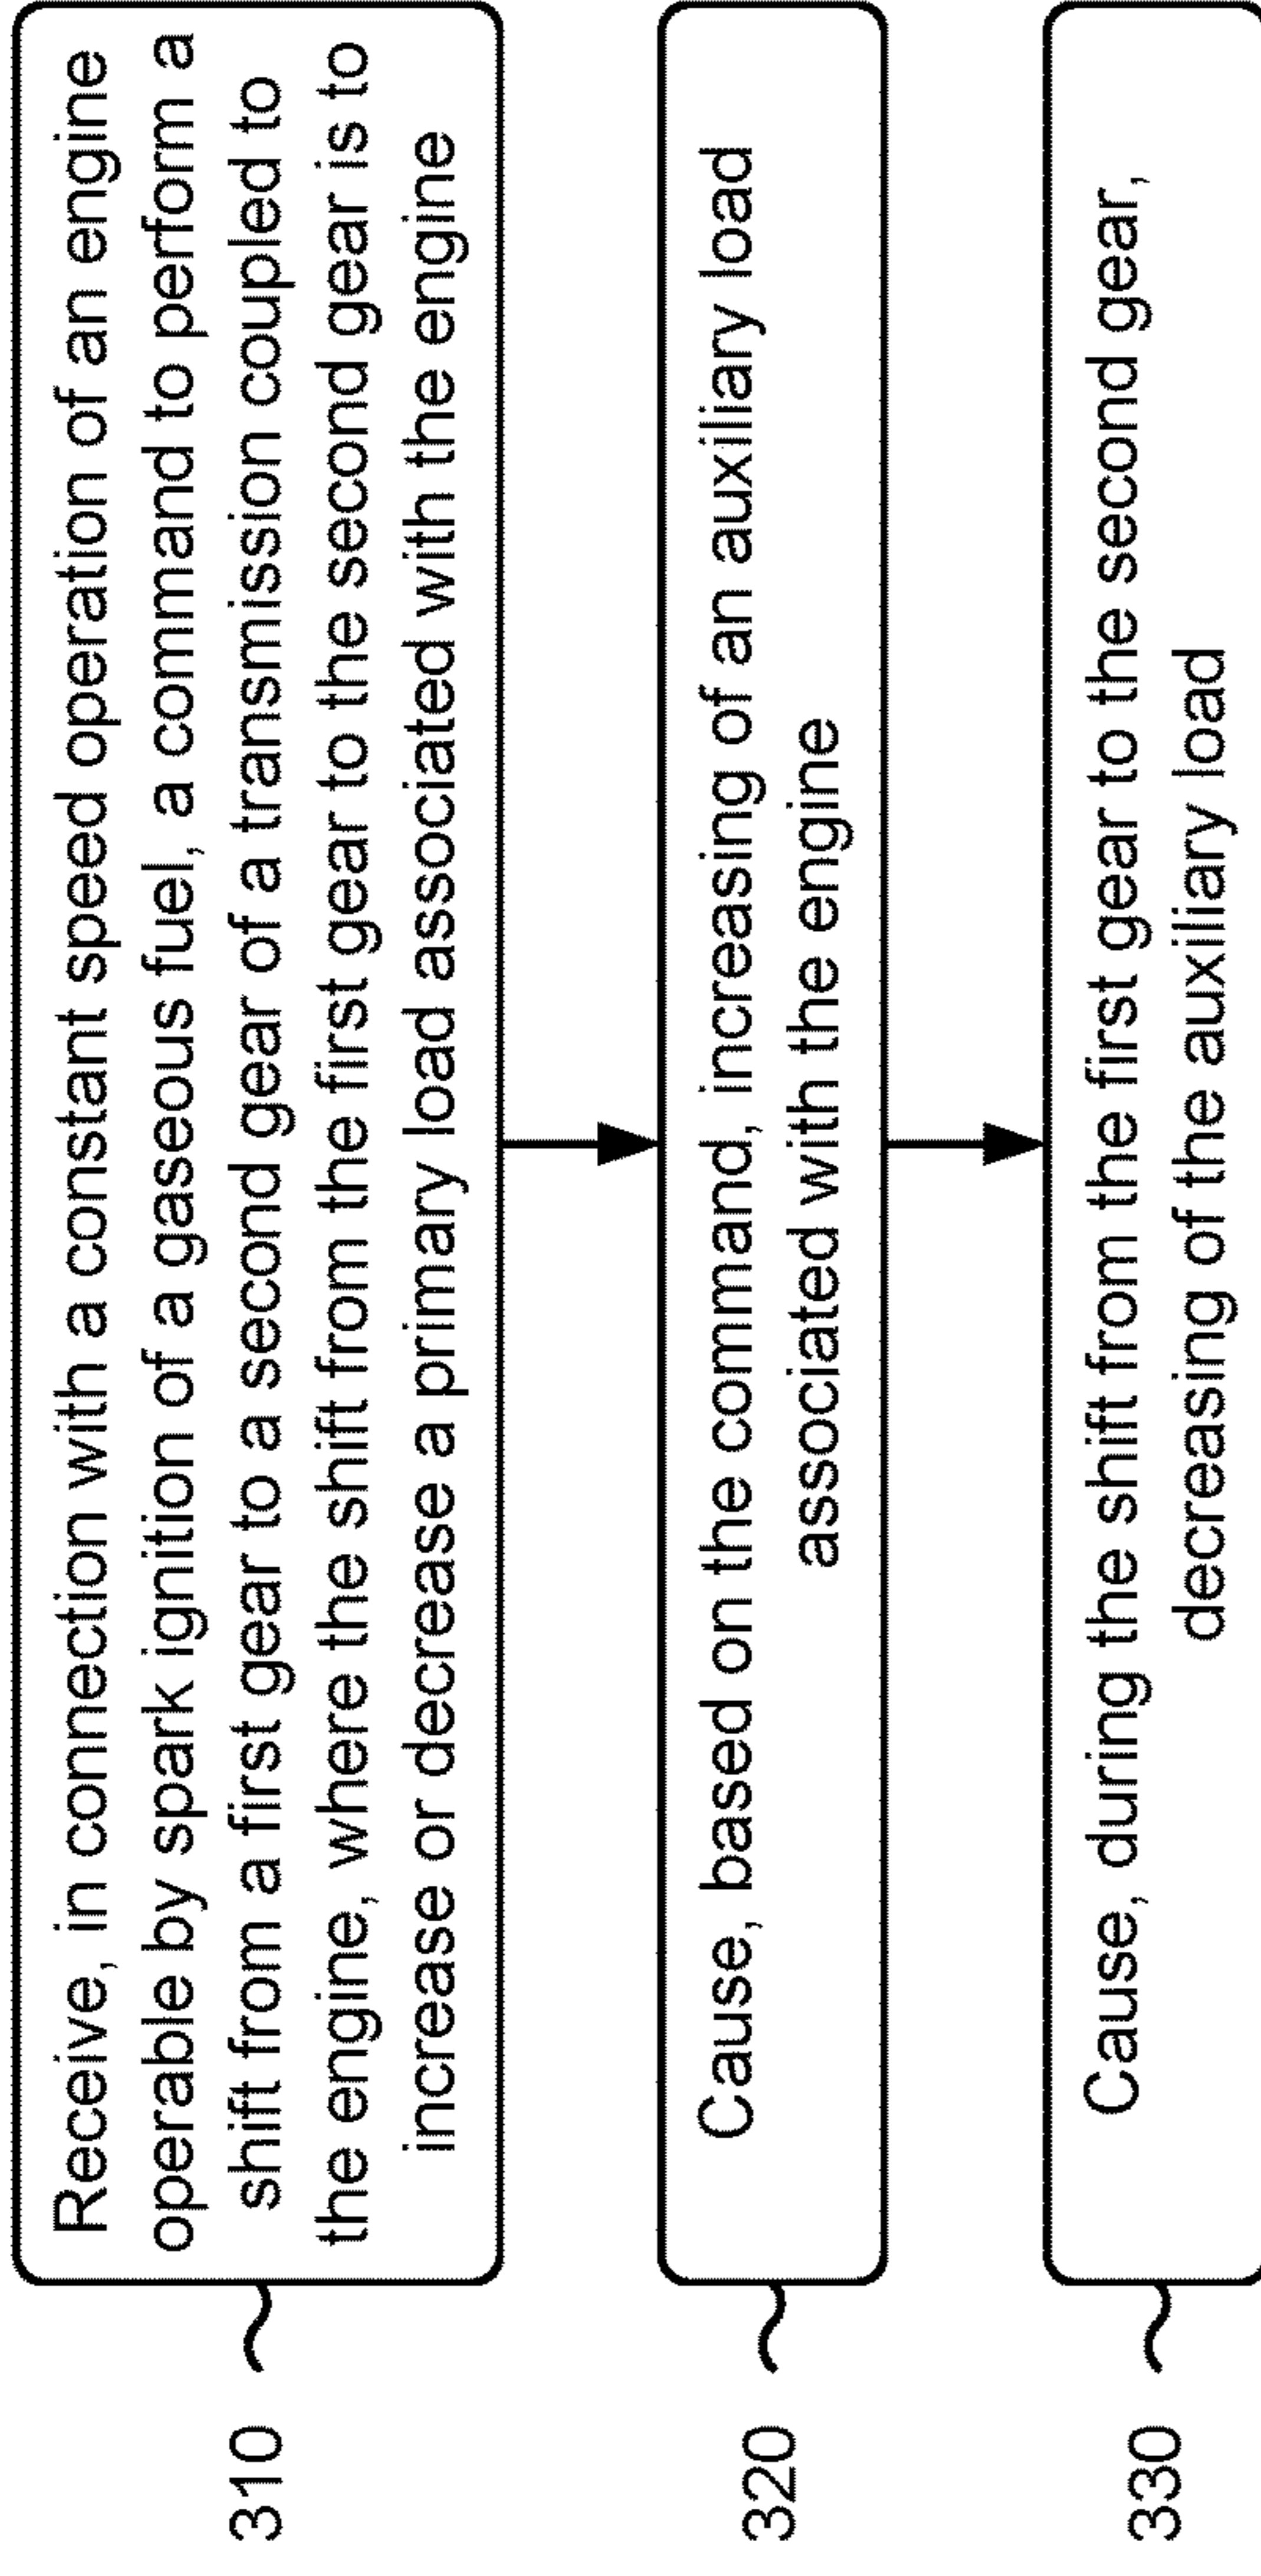 310
Receive, in connection with a constant speed operation of an engine
operable by spark ignition of a gaseous fuel, a command to perform a
shift from a first gear to a second gear of a transmission coupled to
the engine, where the shift from the first gear to the second gear is to
increase or decrease a primary load associated with the engine
320
Cause, based on the command, increasing of an auxiliary load
associated with the engine
330
Cause, during the shift from the first gear to the second gear,
decreasing of the auxiliary load